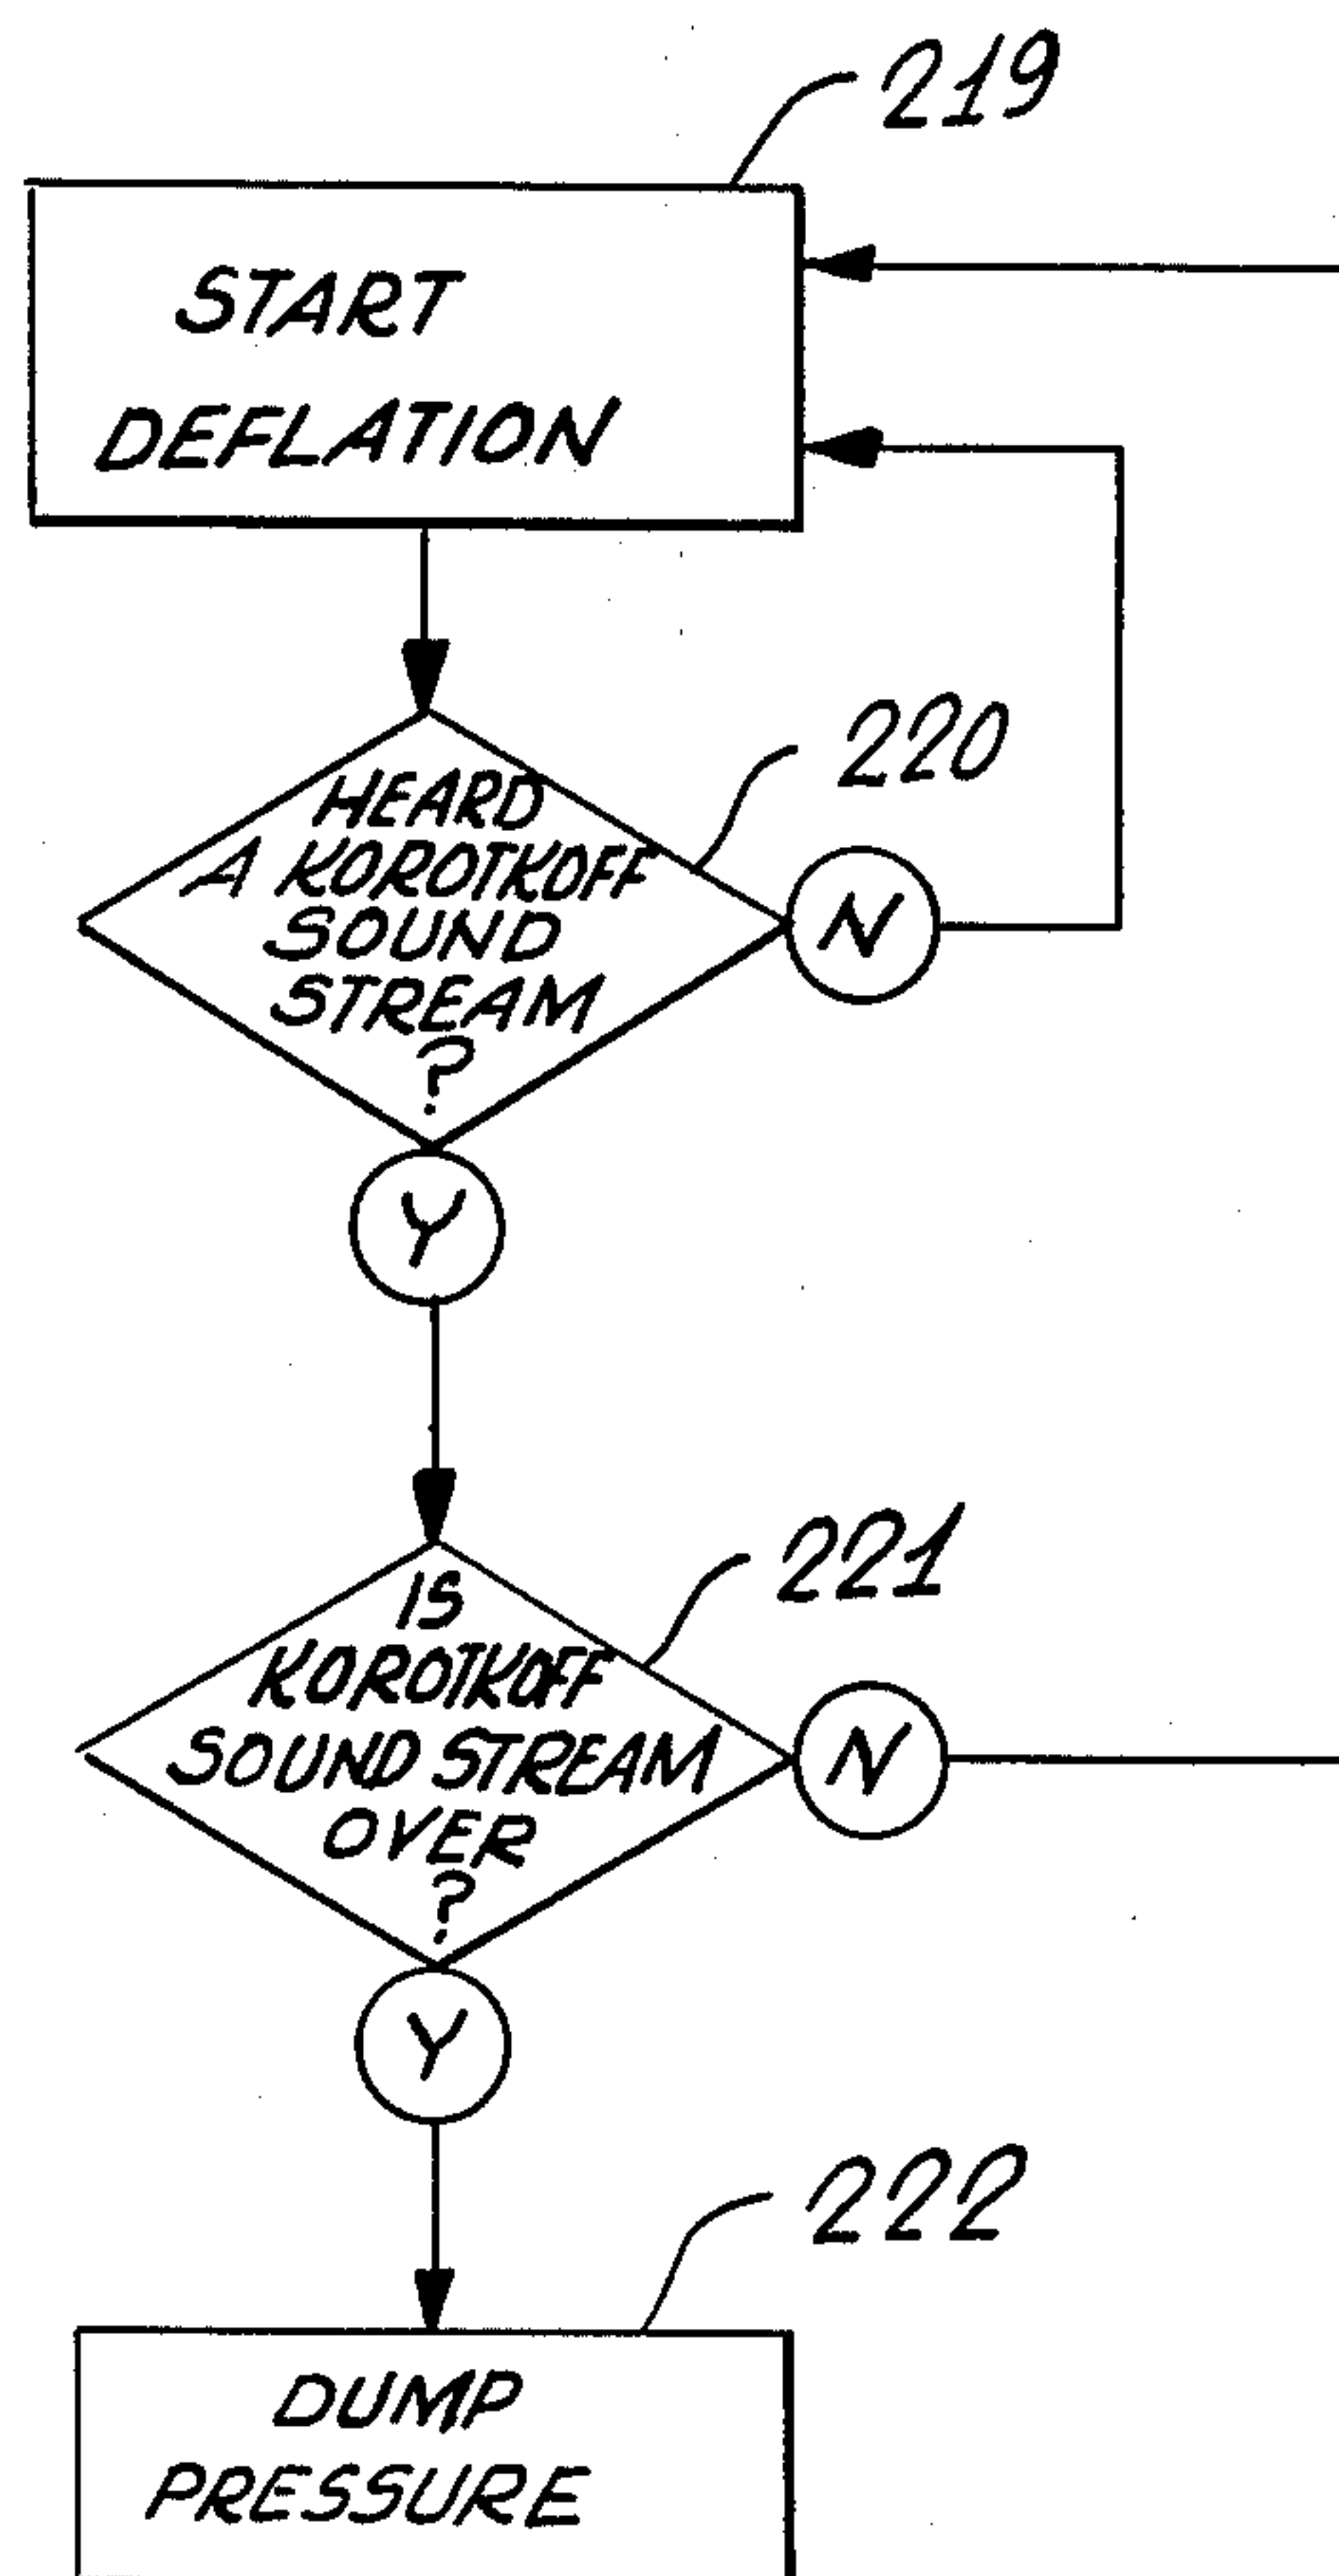 219
START
DEFLATION
220
HEARD
A KOROTKOFF
SOUND
STREAM
?
N
Y
221
IS
KOROTKOFF
SOUND STREAM
OVER
?
N
Y
222
DUMP
PRESSURE